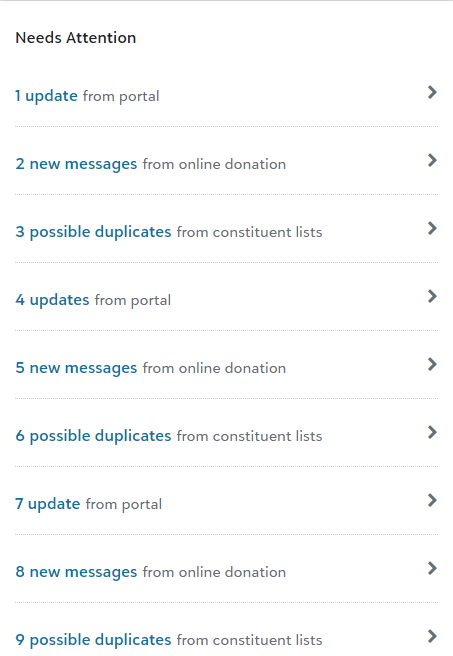 Needs Attention
1 update from portal
2 new messages from online donation
3 possible duplicates from constituent lists
4 updates from portal
5 new messages from online donation
6 possible duplicates from constituent lists
7 update from portal
8 new messages from online donation
9 possible duplicates from constituent lists